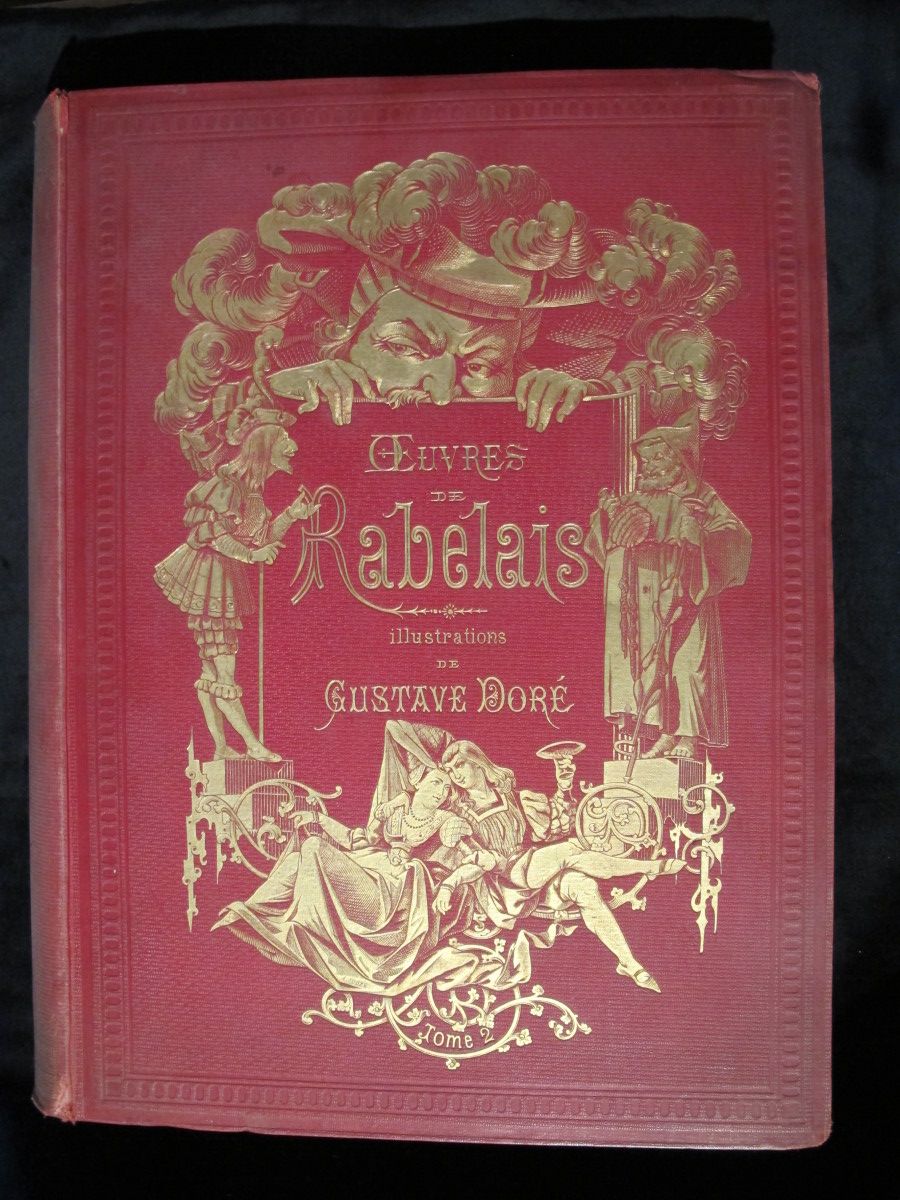 ŒUVRES
DE
Rabelais
illustrations
DE
GUSTAVE DORÉ
Tome 2